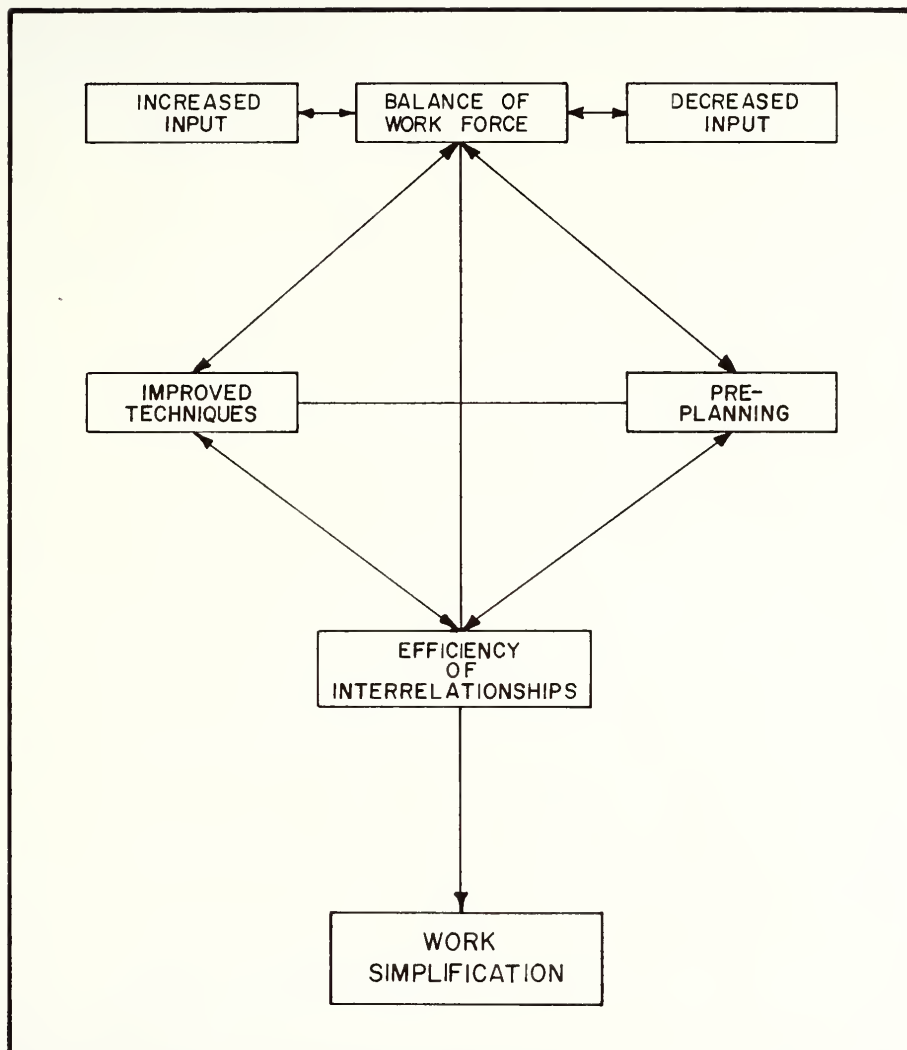 INCREASED
INPUT
BALANCE OF
WORK FORCE
DECREASED
INPUT
IMPROVED
TECHNIQUES
PRE-
PLANNING
EFFICIENCY
OF
INTERRELATIONSHIPS
WORK
SIMPLIFICATION